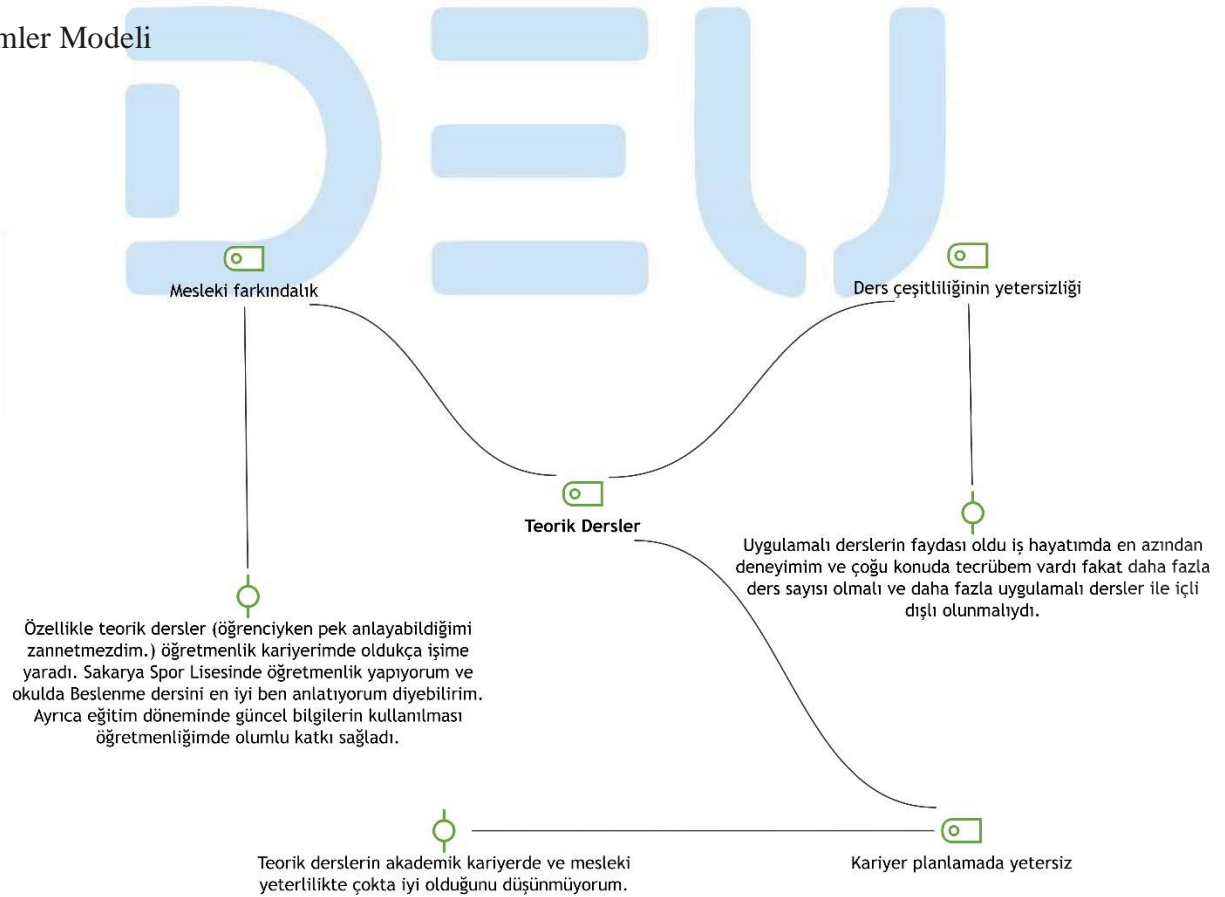 mler Modeli
DEU
Mesleki farkındalık
Ders çeşitliliğinin yetersizliği
Teorik Dersler
Uygulamalı derslerin faydası oldu iş hayatımda en azından
deneyimim ve çoğu konuda tecrübem vardı fakat daha fazla
ders sayısı olmalı ve daha fazla uygulamalı dersler ile içli
dışlı olunmalıydı.
Özellikle teorik dersler (öğrenciyken pek anlayabildiğimi
zannetmezdim.) öğretmenlik kariyerimde oldukça işime
yaradı. Sakarya Spor Lisesinde öğretmenlik yapıyorum ve
okulda Beslenme dersini en iyi ben anlatıyorum diyebilirim.
Ayrıca eğitim döneminde güncel bilgilerin kullanılması
öğretmenliğimde olumlu katkı sağladı.
Teorik derslerin akademik kariyerde ve mesleki
yeterlilikte çokta iyi olduğunu düşünmüyorum.
Kariyer planlamada yetersiz